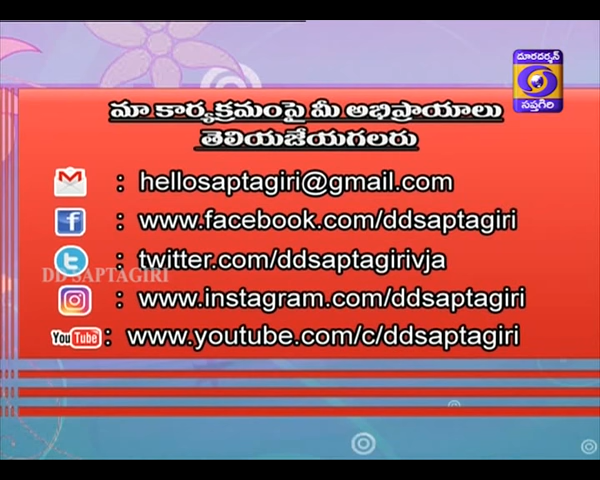 దూరదర్శన్
సప్తగిరి
మా కార్యక్రమంపై మీ అభిప్రాయాలు
తెలియజేయగలరు
: hellosaptagiri@gmail.com
: www.facebook.com/ddsaptagiri
: twitter.com/ddsaptagirivja
DD SAPTAGIRI
: www.instagram.com/ddsaptagiri
YouTube : www.youtube.com/c/ddsaptagiri